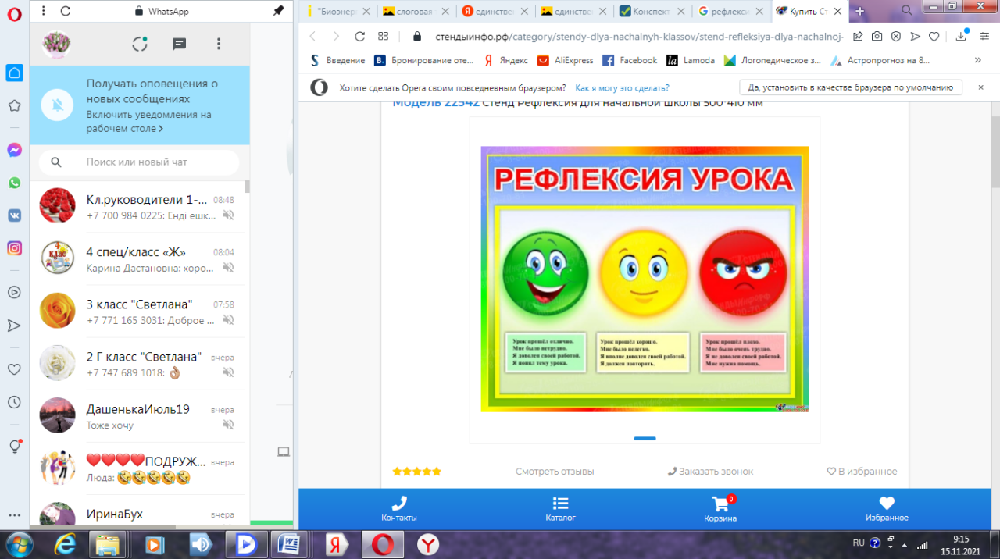 WhatsApp
"Биоэнер
слоговая
единстве
единстве
Конспект
рефлекси
Купить Ст
стендыинфо.рф/category/stendy-dlya-nachalnyh-klassov/stend-refleksiya-dlya-nachalnoj-
Введение
Бронирование оте...
Яндекс
AliExpress
Facebook
Lamoda
Логопедическое з...
Астропрогноз на 8...
Хотите сделать Opera своим повседневным браузером? Как я могу это сделать?
Да, установить в качестве браузера по умолчанию
Получать оповещения о
новых сообщениях
Включить уведомления на
рабочем столе
Поиск или новый чат
Кл.руководители 1-... 08:48
+7 700 984 0225: Енді ешк...
4 спец/класс «Ж» 08:04
Карина Дастановна: хоро...
3 класс "Светлана" 07:58
+7 771 165 3031: Доброе ...
2 Г класс "Светлана" вчера
+7 747 689 1018:
ДашенькаИюль19 вчера
Тоже хочу
ПОДРУЖ... вчера
Люда:
ИринаБух вчера
Модель 22542 Стенд Рефлексия для начальной школы 500*410 мм
РЕФЛЕКСИЯ УРОКА
Урок прошёл отлично.
Мне было нетрудно.
Я доволен своей работой.
Я понял тему урока.
Урок прошёл хорошо.
Мне было нелегко.
Я вполне доволен своей работой.
Я должен повторить.
Урок прошёл плохо.
Мне было очень трудно.
Я не доволен своей работой.
Мне нужна помощь.
Смотреть отзывы
Заказать звонок
В избранное
Контакты
Каталог
0
Корзина
Избранное
RU
9:15
15.11.2021